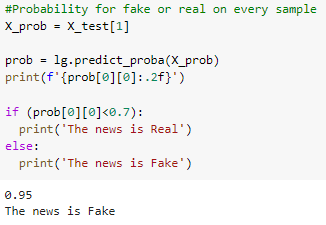 #Probability for fake or real on every sample
X_prob = X_test[1]
prob = lg.predict_proba(X_prob)
print(f'{prob[0][0]:.2f}')
if (prob[0][0]<0.7):
  print('The news is Real')
else:
  print('The news is Fake')
0.95
The news is Fake